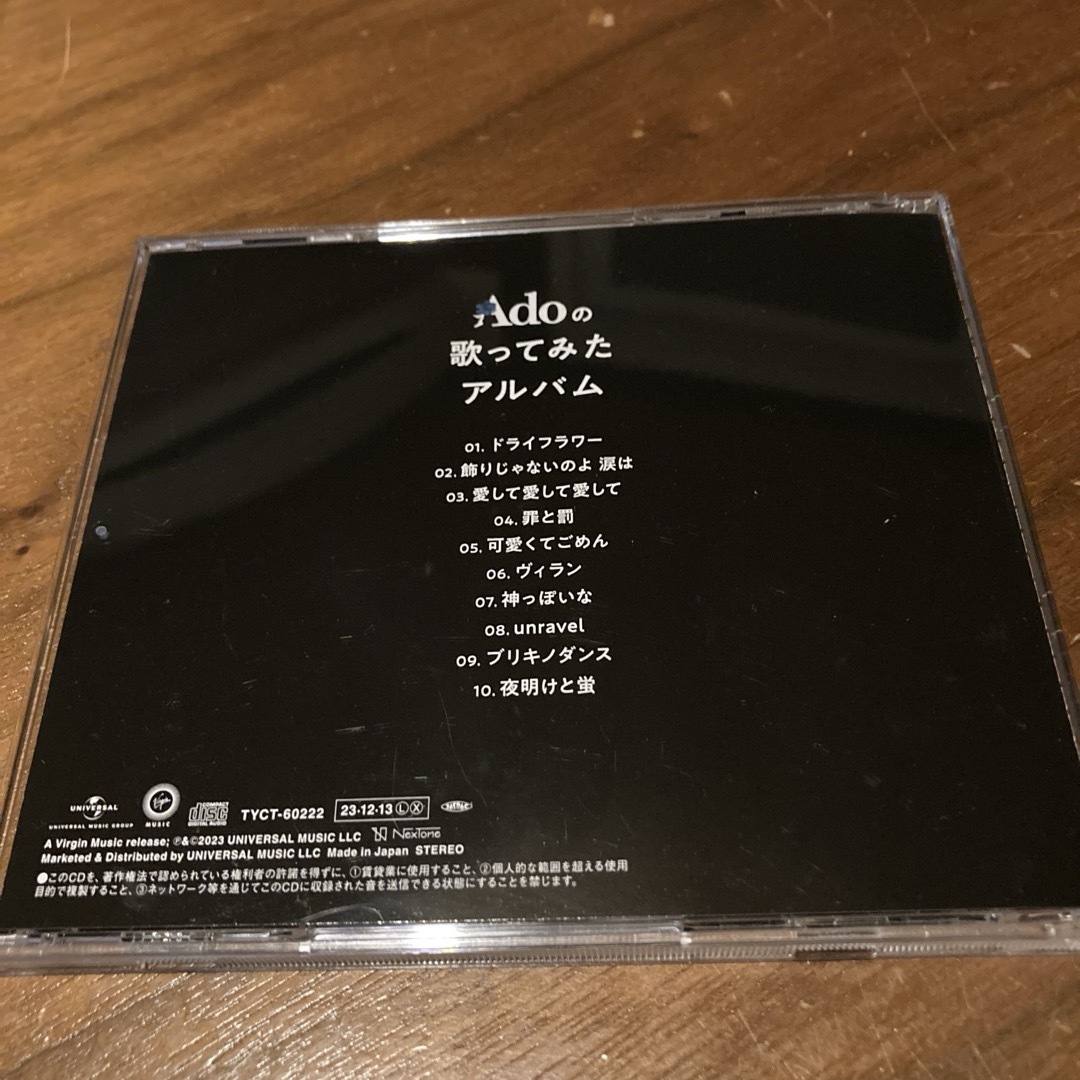 Adoの
歌ってみた
アルバム
01. ドライフラワー
02. 飾りじゃないのよ 涙は
03. 愛して愛して愛して
04. 罪と罰
05. 可愛くてごめん
06. ヴィラン
07. 神っぽいな
08. unravel
09. ブリキノダンス
10. 夜明けと蛍
UNIVERSAL
UNIVERSAL MUSIC GROUP
Virgin
MUSIC
COMPACT
disc
DIGITAL AUDIO
TYCT-60222
23・12・13 Ⓛ Ⓧ
JASRAC
A Virgin Music release; ℗&©2023 UNIVERSAL MUSIC LLC
NexTone
Marketed & Distributed by UNIVERSAL MUSIC LLC Made in Japan STEREO
●このCDを、著作権法で認められている権利者の許諾を得ずに、①賃貸業に使用すること、②個人的な範囲を超える使用
目的で複製すること、③ネットワーク等を通じてこのCDに収録された音を送信できる状態にすることを禁じます。